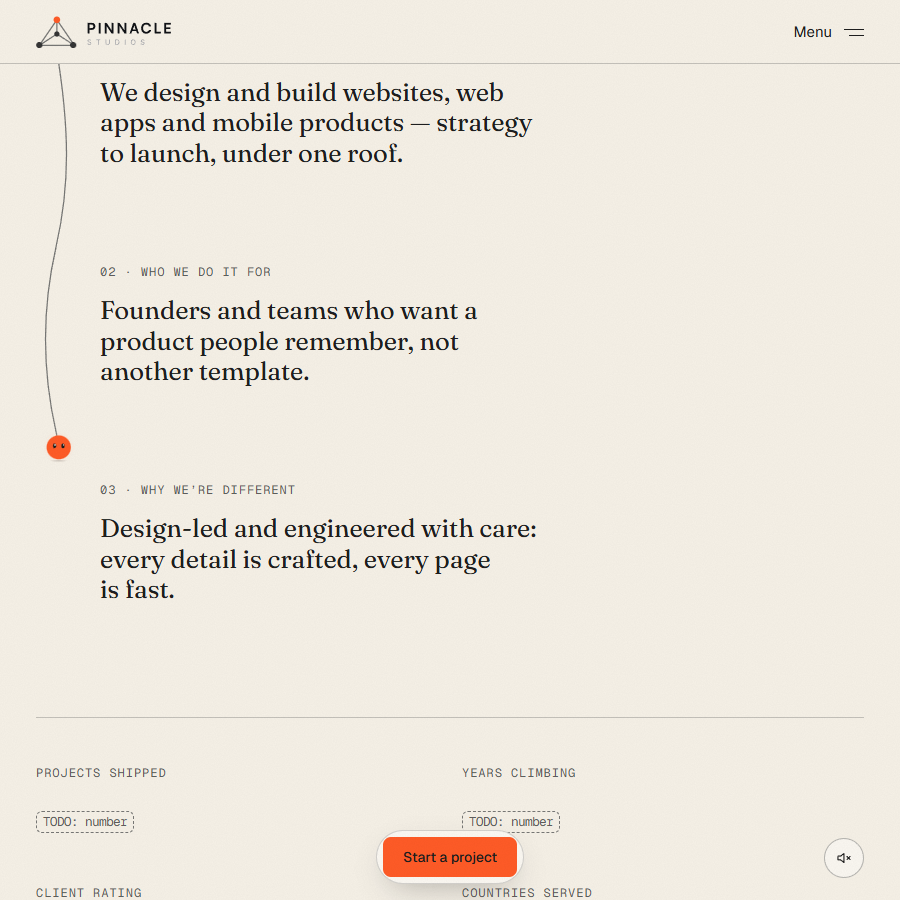 PINNACLE
STUDIOS
Menu
We design and build websites, web
apps and mobile products — strategy
to launch, under one roof.
02 · WHO WE DO IT FOR
Founders and teams who want a
product people remember, not
another template.
03 · WHY WE’RE DIFFERENT
Design-led and engineered with care:
every detail is crafted, every page
is fast.
PROJECTS SHIPPED
YEARS CLIMBING
TODO: number
TODO: number
Start a project
CLIENT RATING
COUNTRIES SERVED